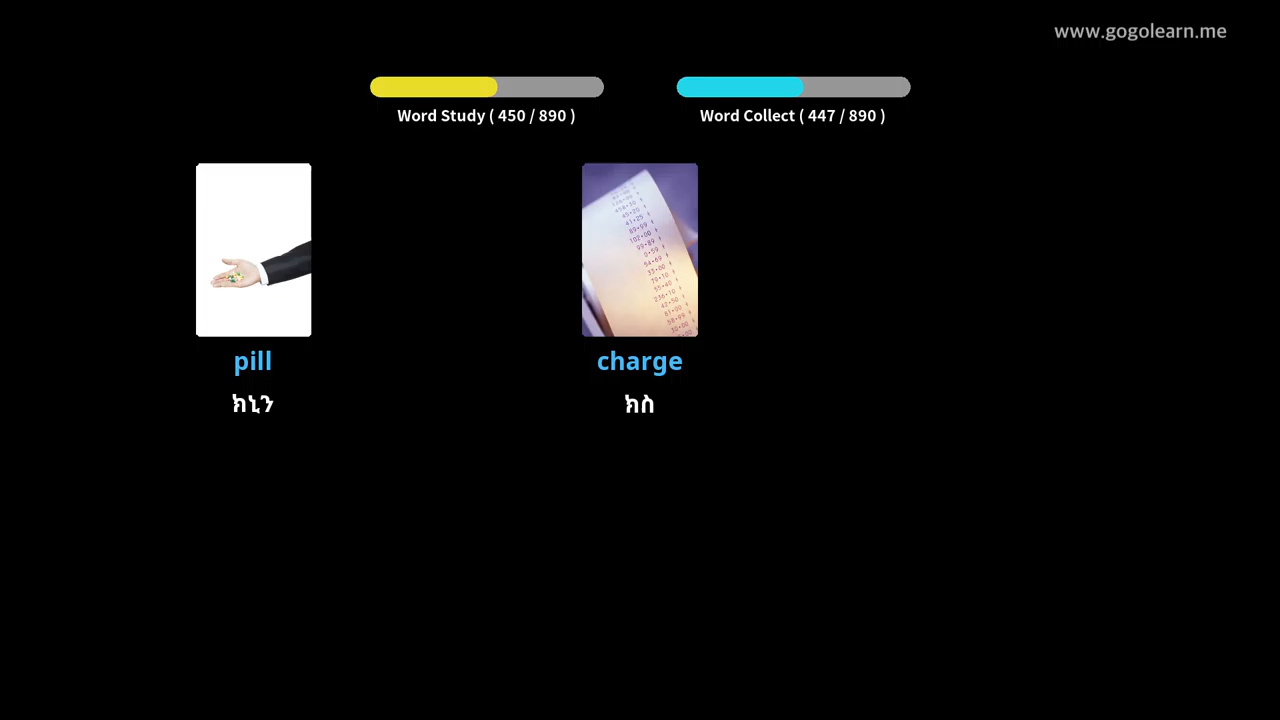 www.gogolearn.me
Word Study ( 450 / 890 )
Word Collect ( 447 / 890 )
pill
ክኒን
charge
ክስ